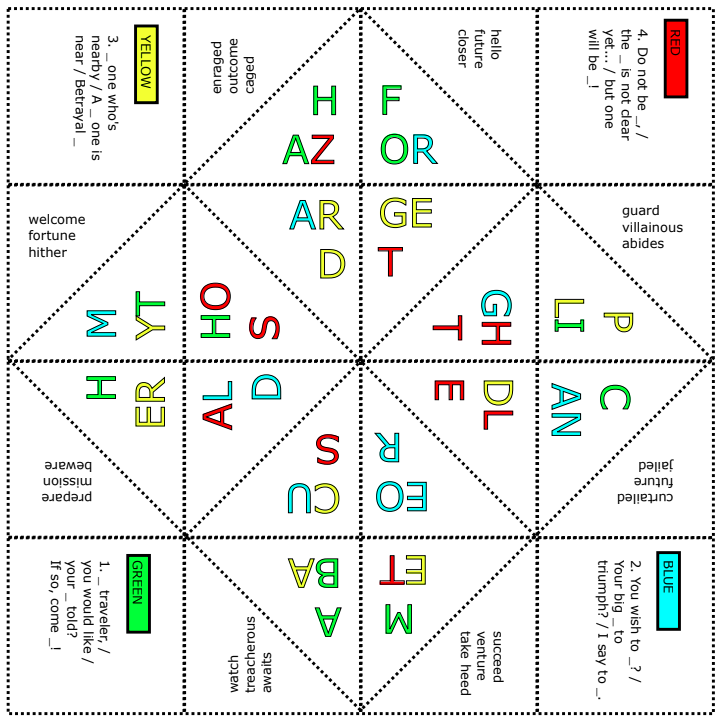 YELLOW
3. _ one who's
nearby / A _ one is
near / Betrayal _
enraged
outcome
caged
hello
future
closer
RED
4. Do not be _, /
the _ is not clear
yet... / but one
will be _!
H
AZ
AR
D
F
OR
GE
T
welcome
fortune
hither
guard
villainous
abides
M
YT
HO
S
P
LI
GH
T
H
ER
AL
D
C
AN
DL
E
prepare
mission
beware
curtailed
future
jailed
A
BA
CU
S
M
ET
EO
R
GREEN
1. _ traveler, /
you would like /
your _ told?
If so, come _!
watch
treacherous
awaits
succeed
venture
take heed
BLUE
2. You wish to _? /
Your big _ to
triumph? / I say to _.